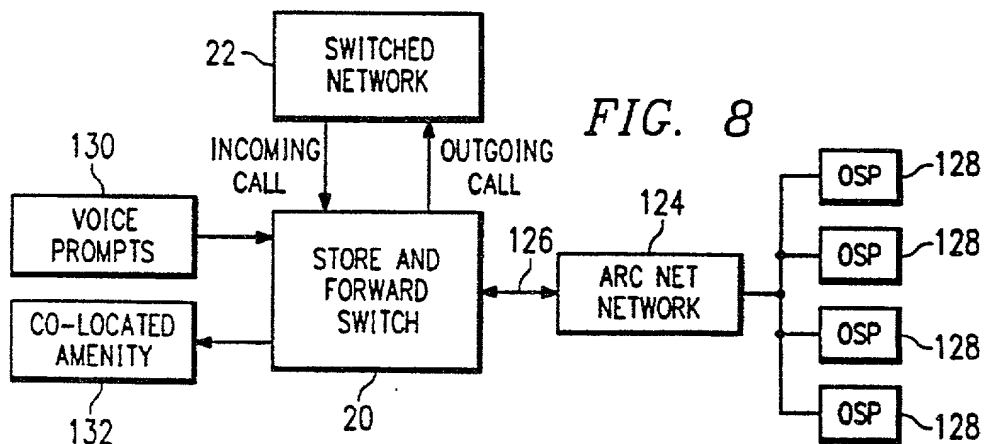 22
SWITCHED
NETWORK
FIG. 8
INCOMING
CALL
OUTGOING
CALL
130
VOICE
PROMPTS
STORE AND
FORWARD
SWITCH
126
124
ARC NET
NETWORK
OSP
128
OSP
128
OSP
128
OSP
128
CO-LOCATED
AMENITY
132
20